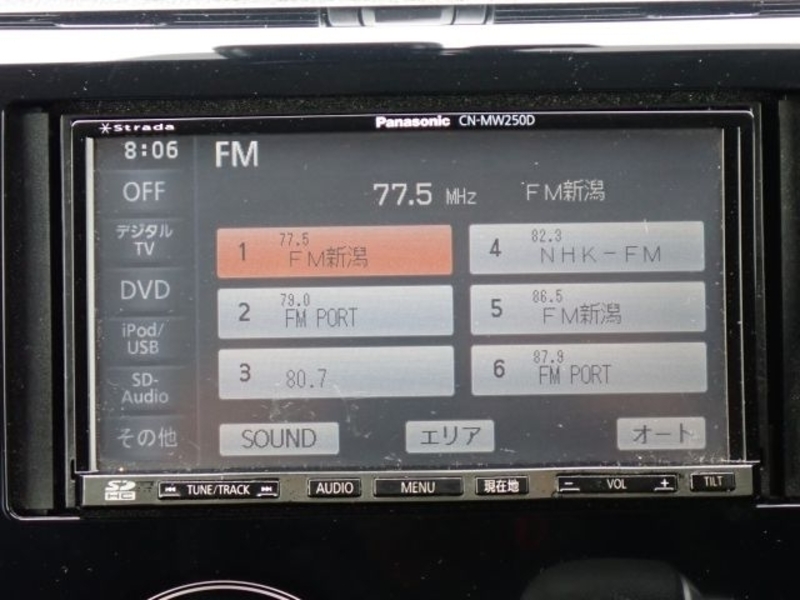 Strada
Panasonic CN-MW250D
8:06
FM
OFF
77.5 MHz FM新潟
デジタル
TV
1 77.5
FM新潟
4 82.3
NHK-FM
DVD
2 79.0
FM PORT
5 86.5
FM新潟
iPod/
USB
3 80.7
6 87.9
FM PORT
SD-
Audio
その他
SOUND
エリア
オート
SD
HC
TUNE/TRACK
AUDIO
MENU
現在地
− VOL +
TILT